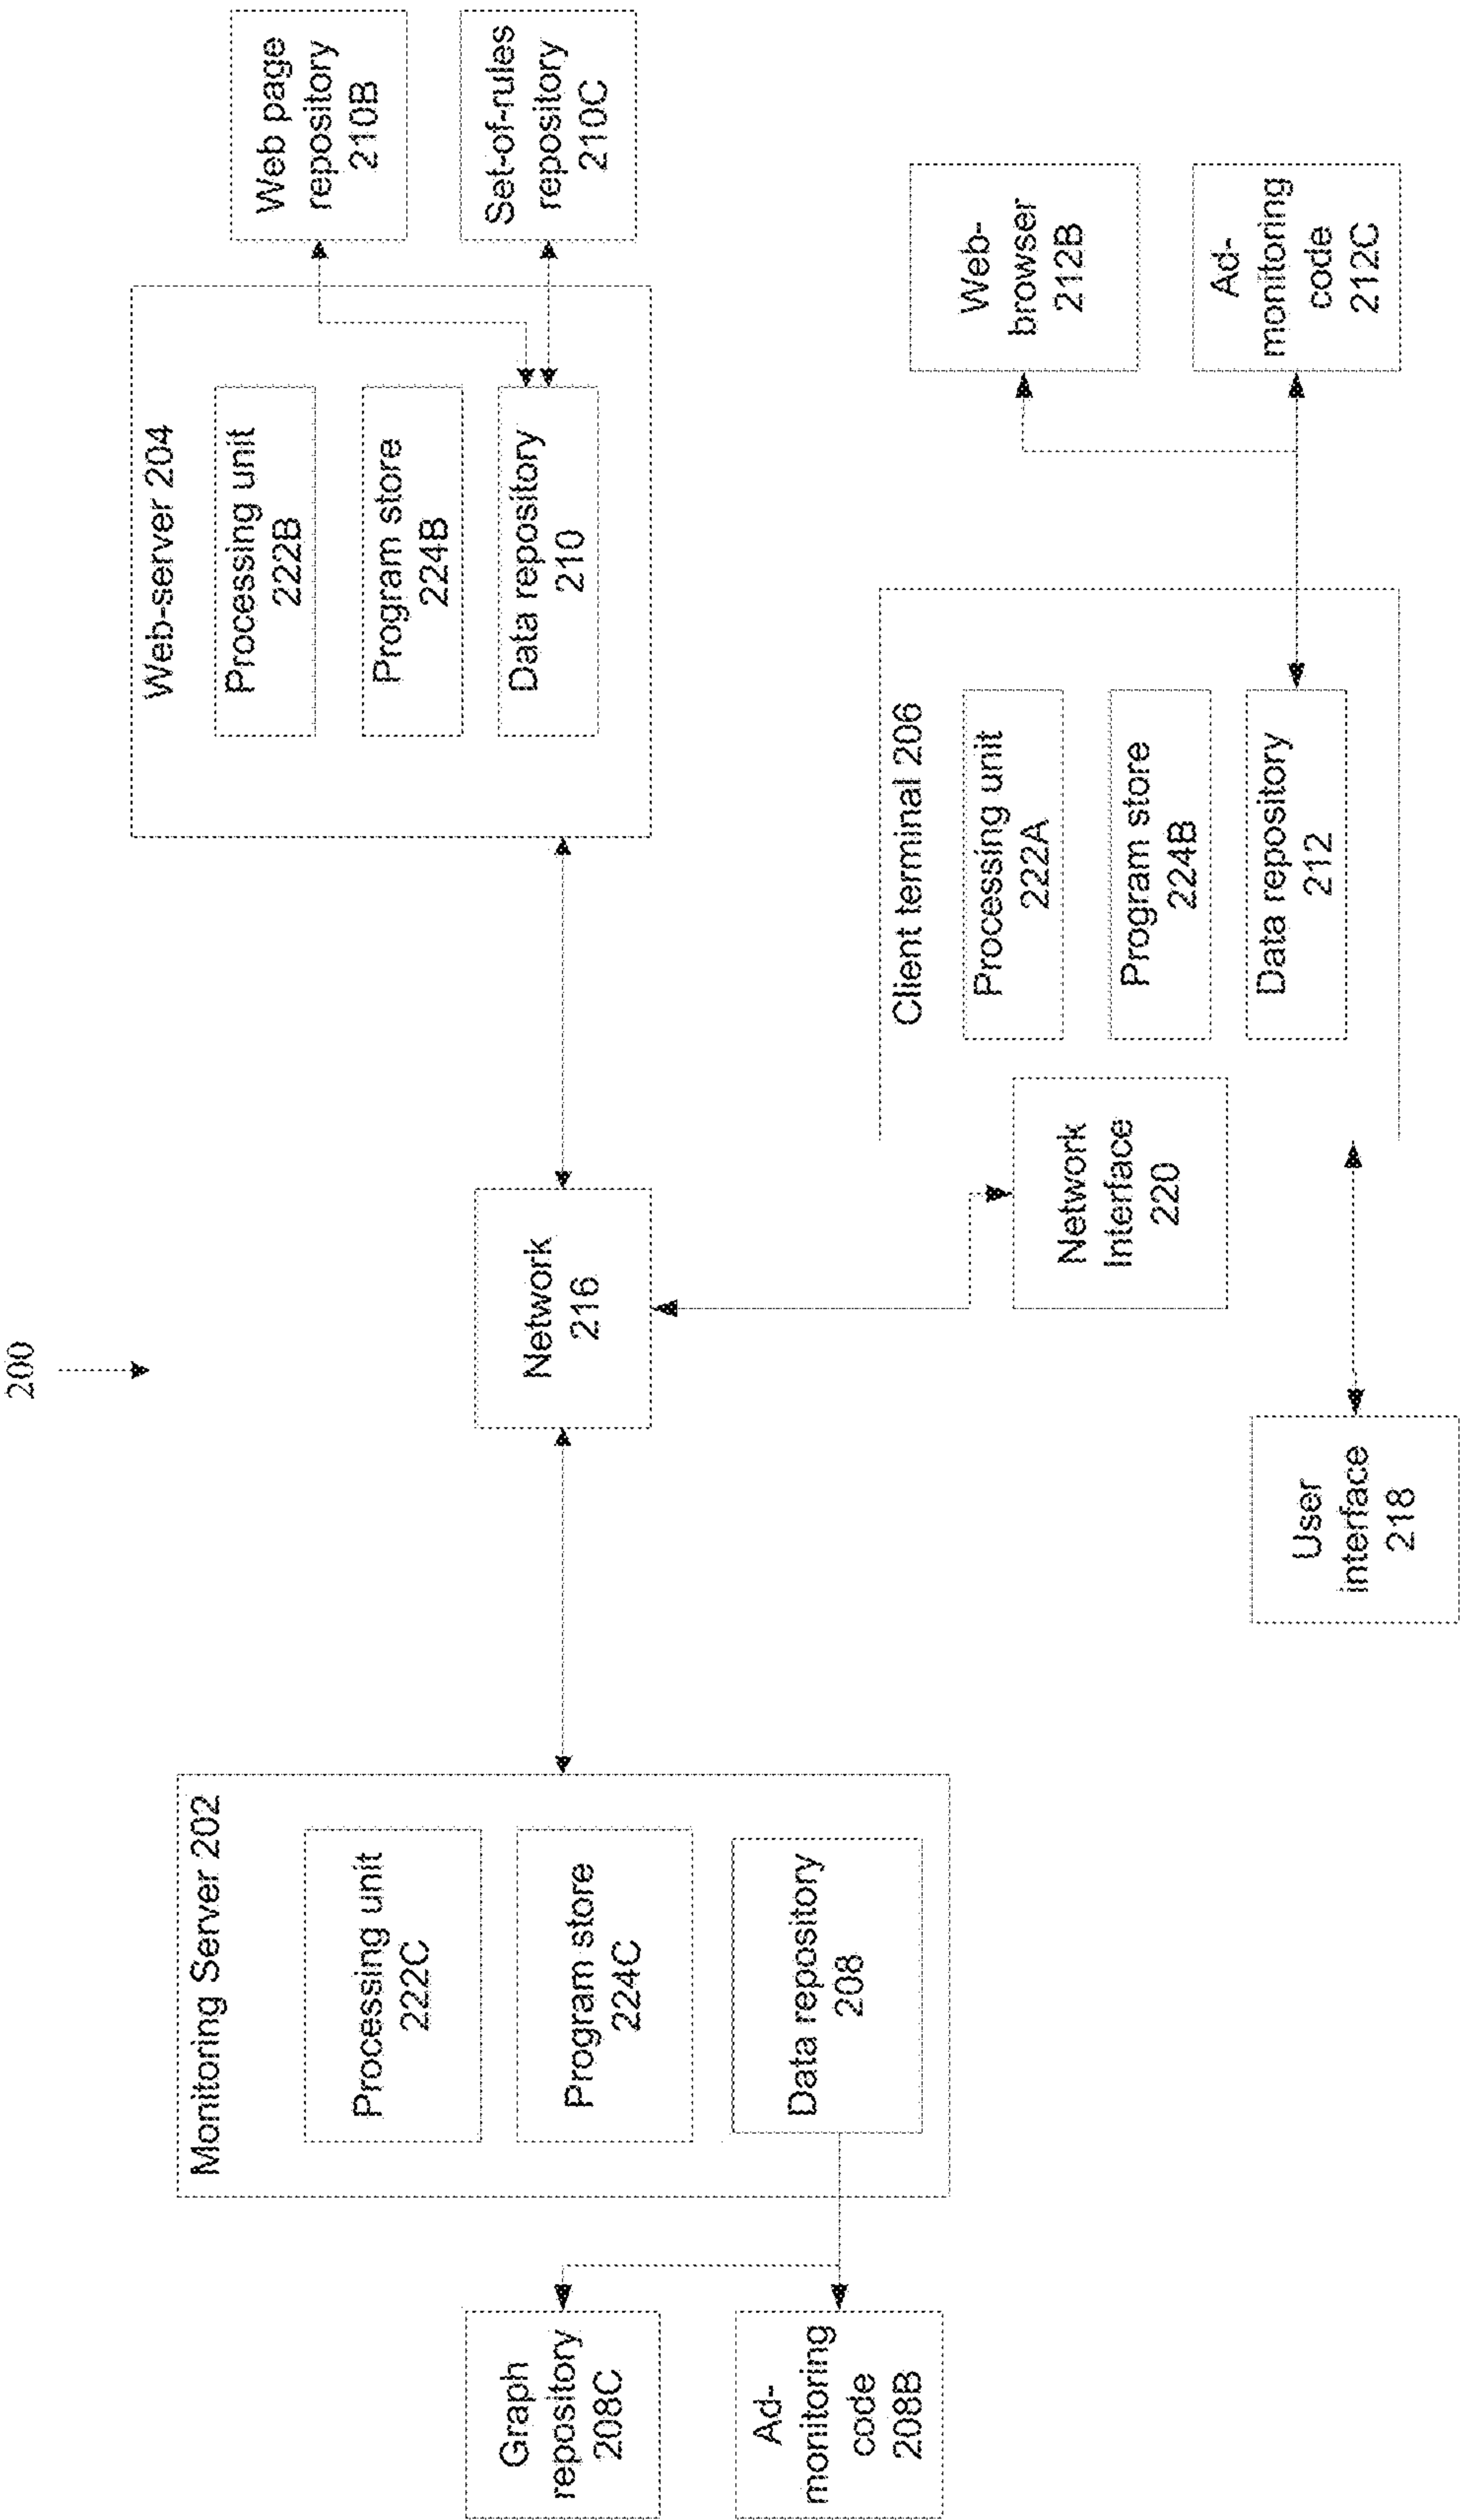 200
Monitoring Server 202
Processing unit
222C
Program store
224C
Data repository
208
Graph
repository
208C
Ad-
monitoring
code
208B
Network
216
Web-server 204
Processing unit
222B
Program store
224B
Data repository
210
Web page
repository
210B
Set-of-rules
repository
210C
Client terminal 206
Processing unit
222A
Program store
224B
Data repository
212
Network
Interface
220
User
interface
218
Web-
browser
212B
Ad-
monitoring
code
212C